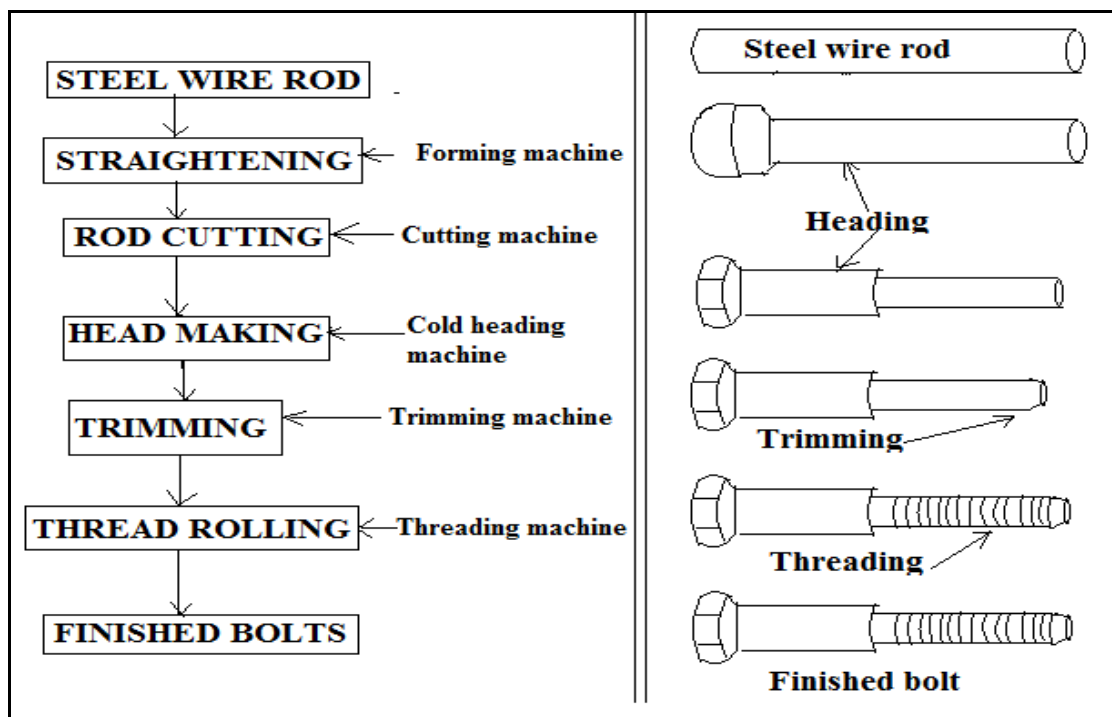 STEEL WIRE ROD
STRAIGHTENING
Forming machine
ROD CUTTING
Cutting machine
HEAD MAKING
Cold heading
machine
TRIMMING
Trimming machine
THREAD ROLLING
Threading machine
FINISHED BOLTS
Steel wire rod
Heading
Trimming
Threading
Finished bolt